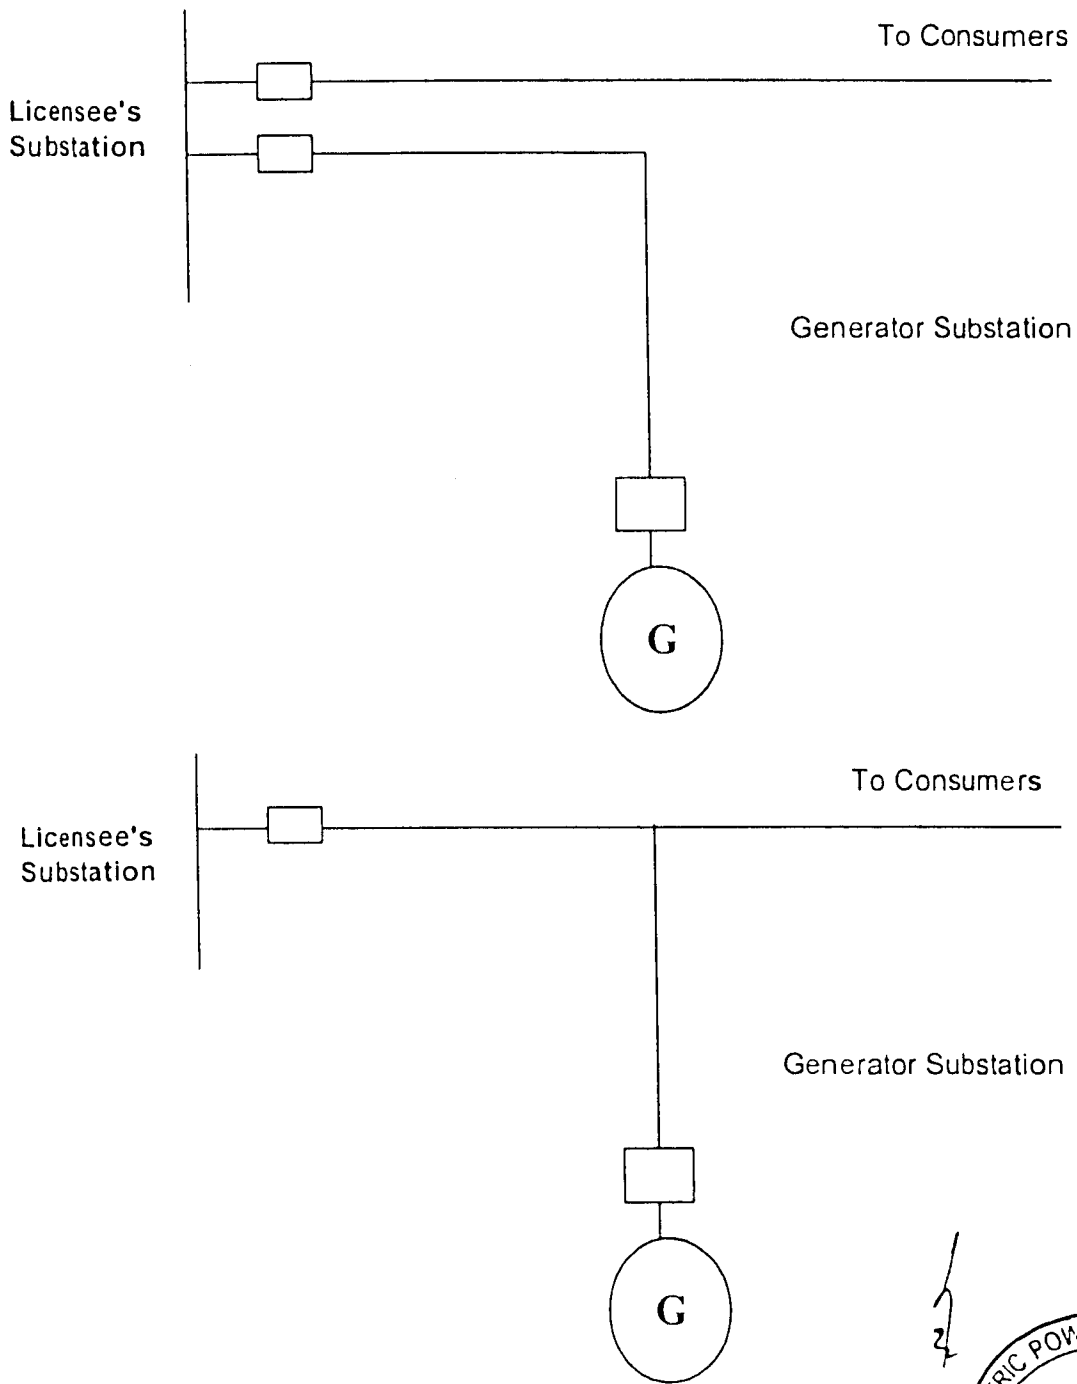 To Consumers
Licensee's
Substation
Generator Substation
G
To Consumers
Licensee's
Substation
Generator Substation
G